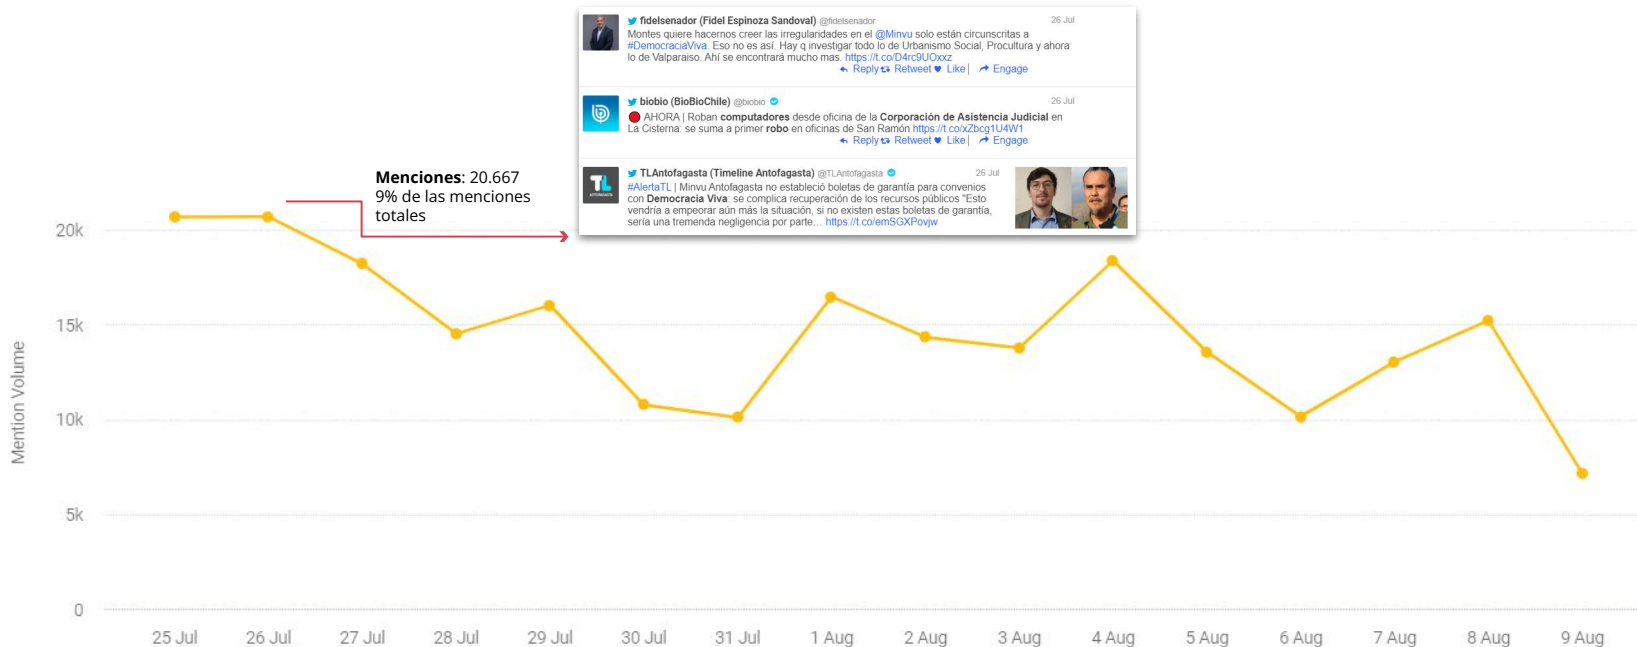 fidelsenador (Fidel Espinoza Sandoval) @fidelsenador 26 Jul
Montes quiere hacernos creer las irregularidades en el @Minvu solo están circunscritas a
#DemocraciaViva. Eso no es así. Hay q investigar todo lo de Urbanismo Social, Procultura y ahora
lo de Valparaiso. Ahí se encontrará mucho mas. https://t.co/D4rc9UOxxz
Reply Retweet Like | Engage
biobio (BioBioChile) @biobio 26 Jul
AHORA | Roban computadores desde oficina de la Corporación de Asistencia Judicial en
La Cisterna: se suma a primer robo en oficinas de San Ramón https://t.co/xZbcg1U4W1
Reply Retweet Like | Engage
TL
ANTOFAGASTA
TLAntofagasta (Timeline Antofagasta) @TLAntofagasta 26 Jul
#AlertaTL | Minvu Antofagasta no estableció boletas de garantía para convenios
con Democracia Viva: se complica recuperación de los recursos públicos "Esto
vendría a empeorar aún más la situación, si no existen estas boletas de garantía,
sería una tremenda negligencia por parte… https://t.co/emSGXPovjw
Menciones: 20.667
9% de las menciones
totales
Mention Volume
20k
15k
10k
5k
0
25 Jul 26 Jul 27 Jul 28 Jul 29 Jul 30 Jul 31 Jul 1 Aug 2 Aug 3 Aug 4 Aug 5 Aug 6 Aug 7 Aug 8 Aug 9 Aug